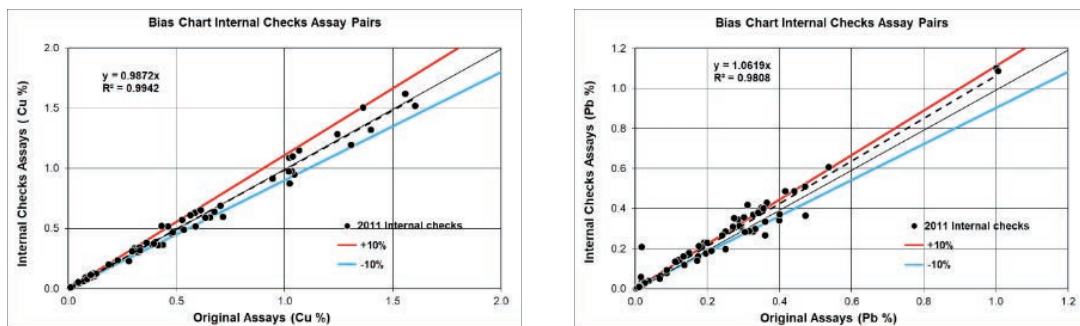 Bias Chart Internal Checks Assay Pairs
2.0
1.5
1.0
0.5
0.0
Internal Checks Assays ( Cu %)
y = 0.9872x
R² = 0.9942
2011 Internal checks
+10%
-10%
0.0 0.5 1.0 1.5 2.0
Original Assays (Cu %)
Bias Chart Internal Checks Assay Pairs
1.2
1.0
0.8
0.6
0.4
0.2
0.0
Internal Checks Assays (Pb %)
y = 1.0619x
R² = 0.9808
2011 Internal checks
+10%
-10%
0.0 0.2 0.4 0.6 0.8 1.0 1.2
Original Assays (Pb %)